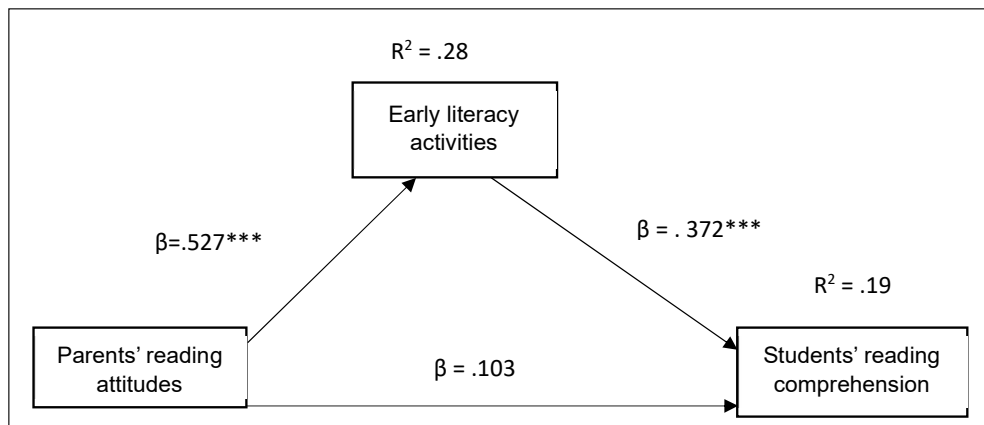 R² = .28
Early literacy
activities
β=.527***
β = . 372***
R² = .19
Parents’ reading
attitudes
β = .103
Students’ reading
comprehension